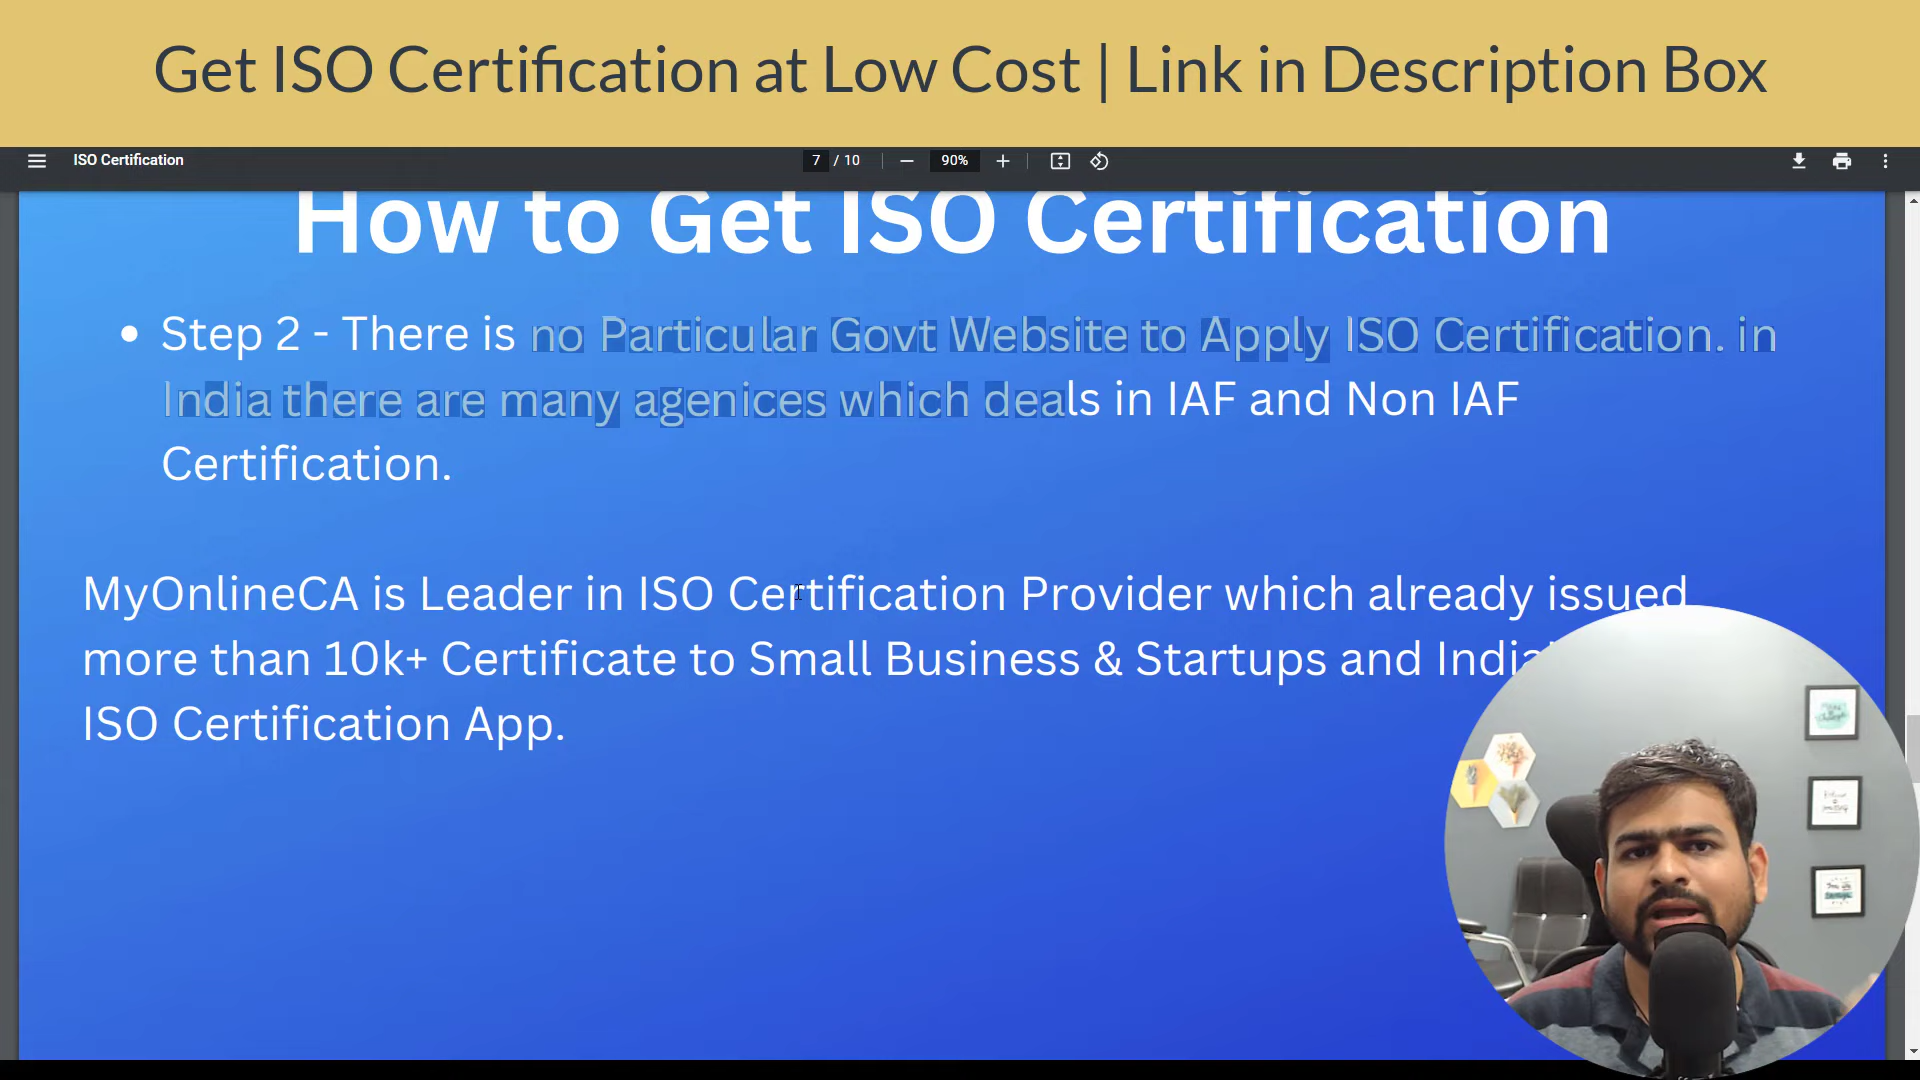 Get ISO Certification at Low Cost | Link in Description Box
ISO Certification
7 / 10
90%
How to Get ISO Certification
Step 2 - There is no Particular Govt Website to Apply ISO Certification. in
India there are many agenices which deals in IAF and Non IAF
Certification.
MyOnlineCA is Leader in ISO Certification Provider which already issued
more than 10k+ Certificate to Small Business & Startups and India
ISO Certification App.